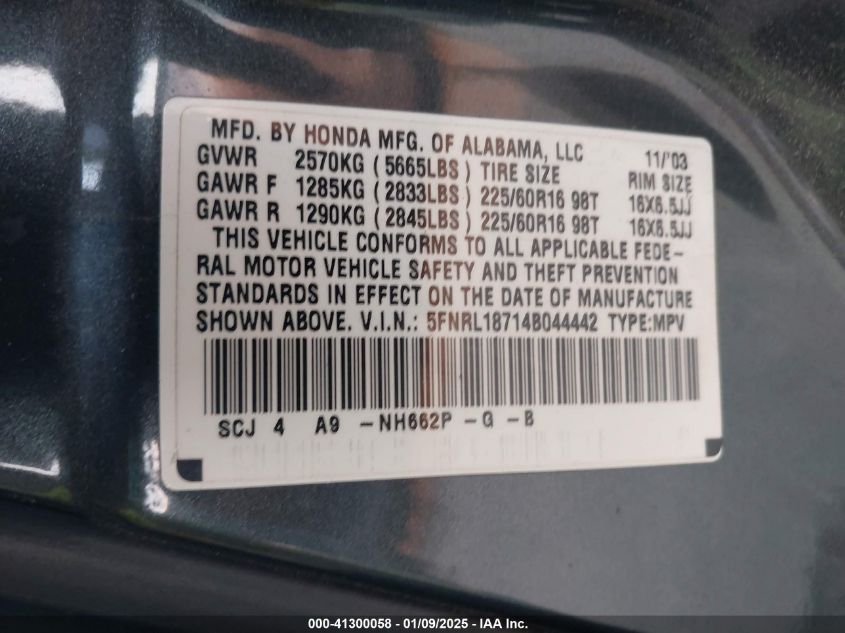 MFD. BY HONDA MFG. OF ALABAMA, LLC 11/'03
GVWR 2570KG ( 5665LBS ) TIRE SIZE RIM SIZE
GAWR F 1285KG ( 2833LBS ) 225/60R16 98T 16X6.5JJ
GAWR R 1290KG ( 2845LBS ) 225/60R16 98T 16X6.5JJ
THIS VEHICLE CONFORMS TO ALL APPLICABLE FEDE-
RAL MOTOR VEHICLE SAFETY AND THEFT PREVENTION
STANDARDS IN EFFECT ON THE DATE OF MANUFACTURE
SHOWN ABOVE. V.I.N.: 5FNRL18714B044442 TYPE:MPV
SCJ 4 A9 -NH662P -G -B
000-41300058 - 01/09/2025 - IAA Inc.